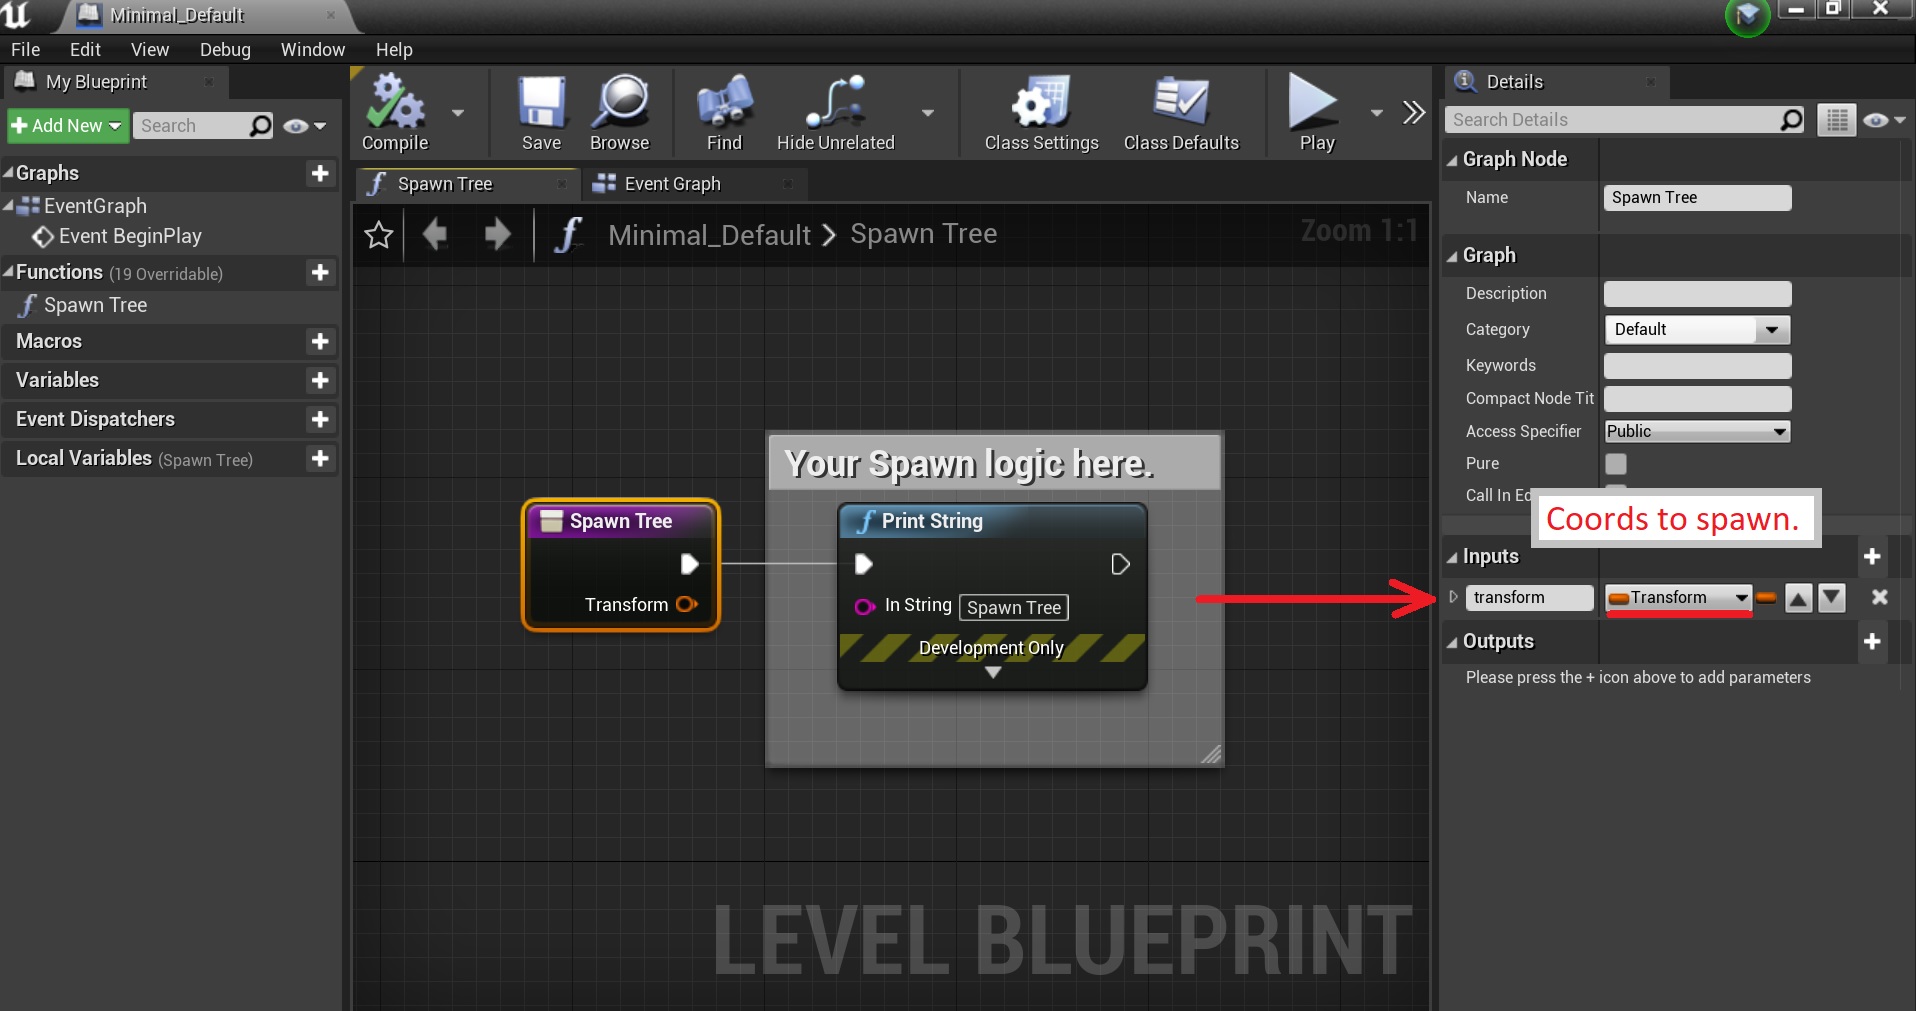 Minimal_Default
File Edit View Debug Window Help
My Blueprint
Add New
Search
Graphs
EventGraph
Event BeginPlay
Functions (19 Overridable)
Spawn Tree
Macros
Variables
Event Dispatchers
Local Variables (Spawn Tree)
Compile
Save
Browse
Find
Hide Unrelated
Class Settings
Class Defaults
Play
Spawn Tree
Event Graph
Minimal_Default
Spawn Tree
Zoom 1:1
Your Spawn logic here.
Spawn Tree
Transform
Print String
In String Spawn Tree
Development Only
LEVEL BLUEPRINT
Details
Search Details
Graph Node
Name Spawn Tree
Graph
Description
Category Default
Keywords
Compact Node Tit
Access Specifier Public
Pure
Call In Ed
Coords to spawn.
Inputs
transform Transform
Outputs
Please press the + icon above to add parameters